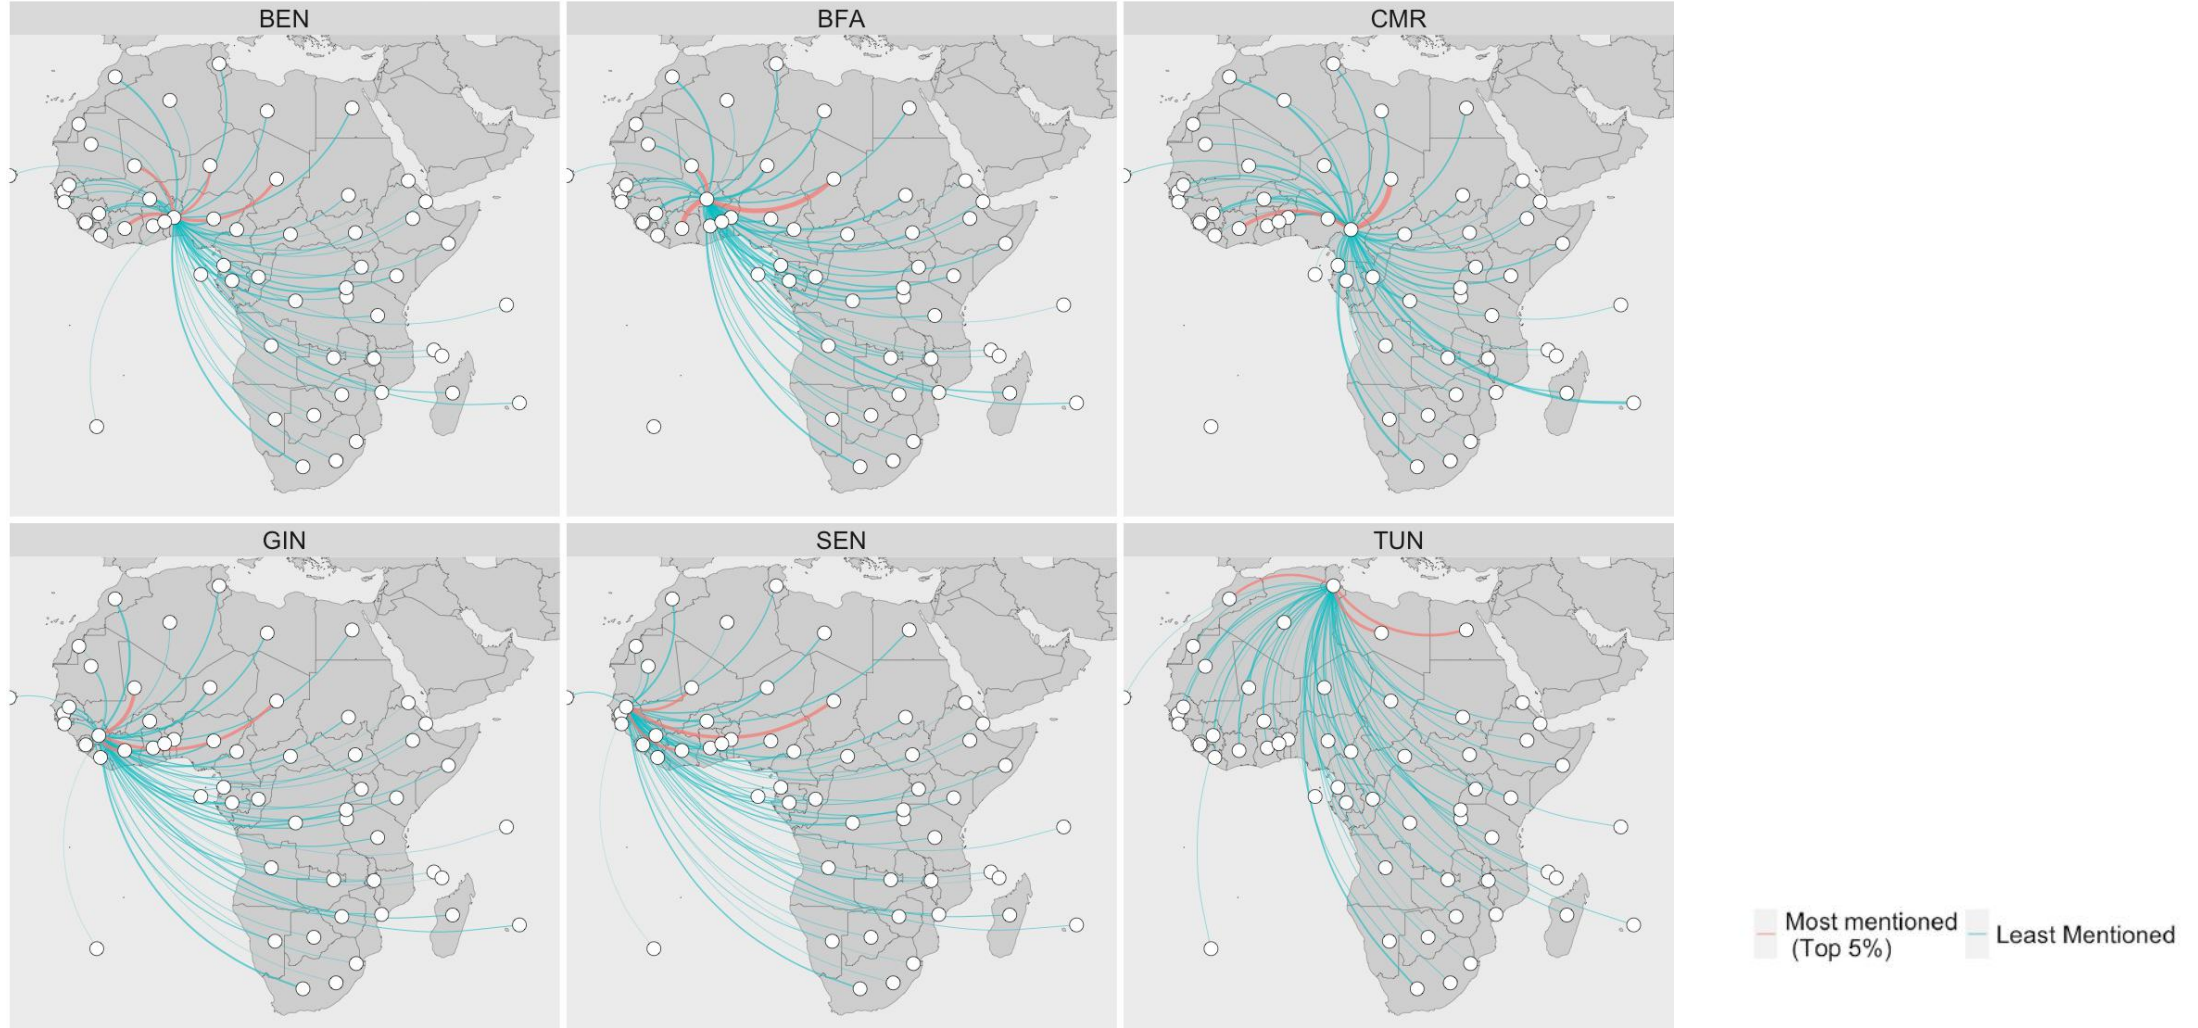 BEN
BFA
CMR
GIN
SEN
TUN
Most mentioned
(Top 5%)
Least Mentioned